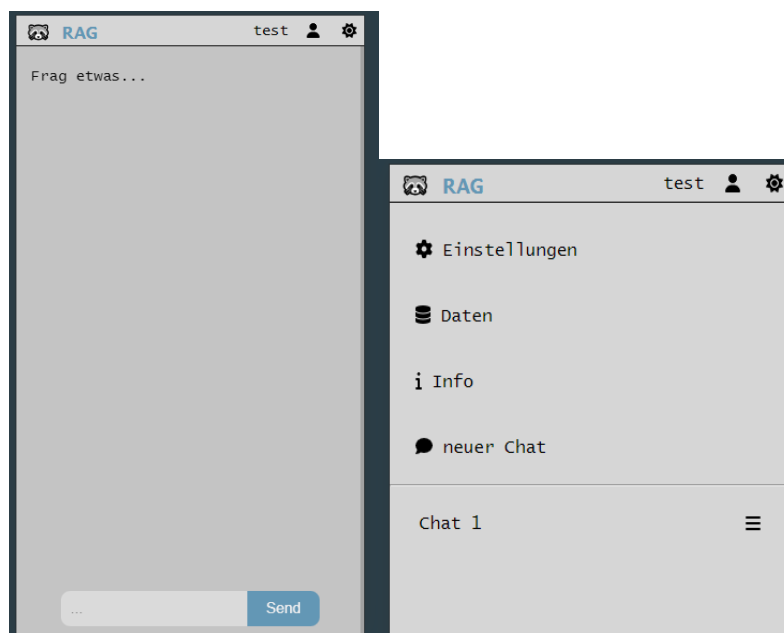 RAG test
Frag etwas...
... Send
RAG test
Einstellungen
Daten
Info
neuer Chat
Chat 1